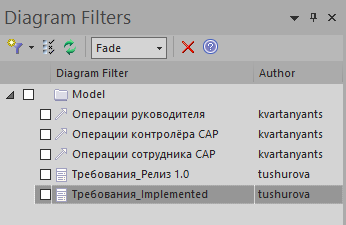 Diagram Filters
Fade
Diagram Filter Author
Model
Операции руководителя kvartanyants
Операции контролёра САР kvartanyants
Операции сотрудника САР kvartanyants
Требования_Релиз 1.0 tushurova
Требования_Implemented tushurova